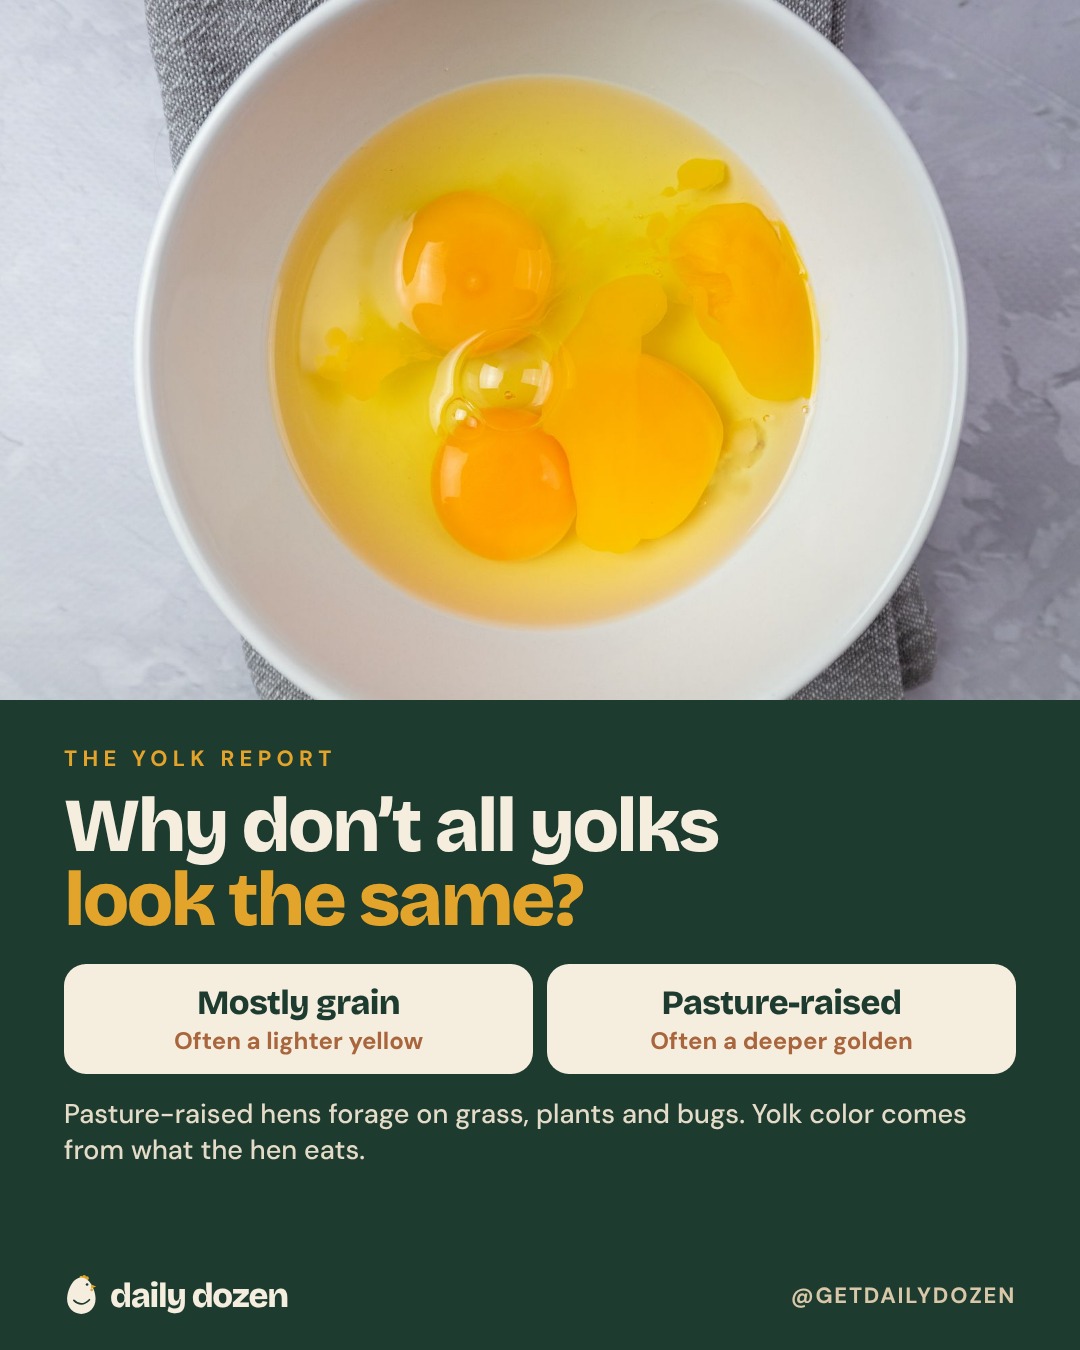 THE YOLK REPORT
Why don’t all yolks
look the same?
Mostly grain
Often a lighter yellow
Pasture-raised
Often a deeper golden
Pasture-raised hens forage on grass, plants and bugs. Yolk color comes
from what the hen eats.
daily dozen
@GETDAILYDOZEN